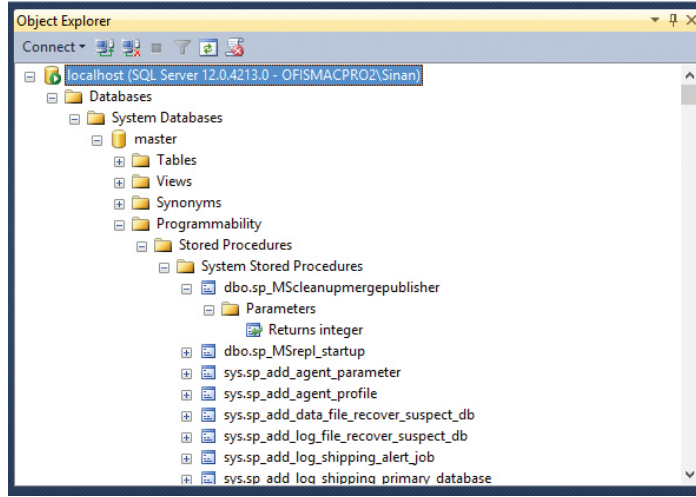 Object Explorer
Connect
localhost (SQL Server 12.0.4213.0 - OFISMACPRO2\Sinan)
Databases
System Databases
master
Tables
Views
Synonyms
Programmability
Stored Procedures
System Stored Procedures
dbo.sp_MScleanupmergepublisher
Parameters
Returns integer
dbo.sp_MSrepl_startup
sys.sp_add_agent_parameter
sys.sp_add_agent_profile
sys.sp_add_data_file_recover_suspect_db
sys.sp_add_log_file_recover_suspect_db
sys.sp_add_log_shipping_alert_job
sys.sp_add_log_shipping_primary_database